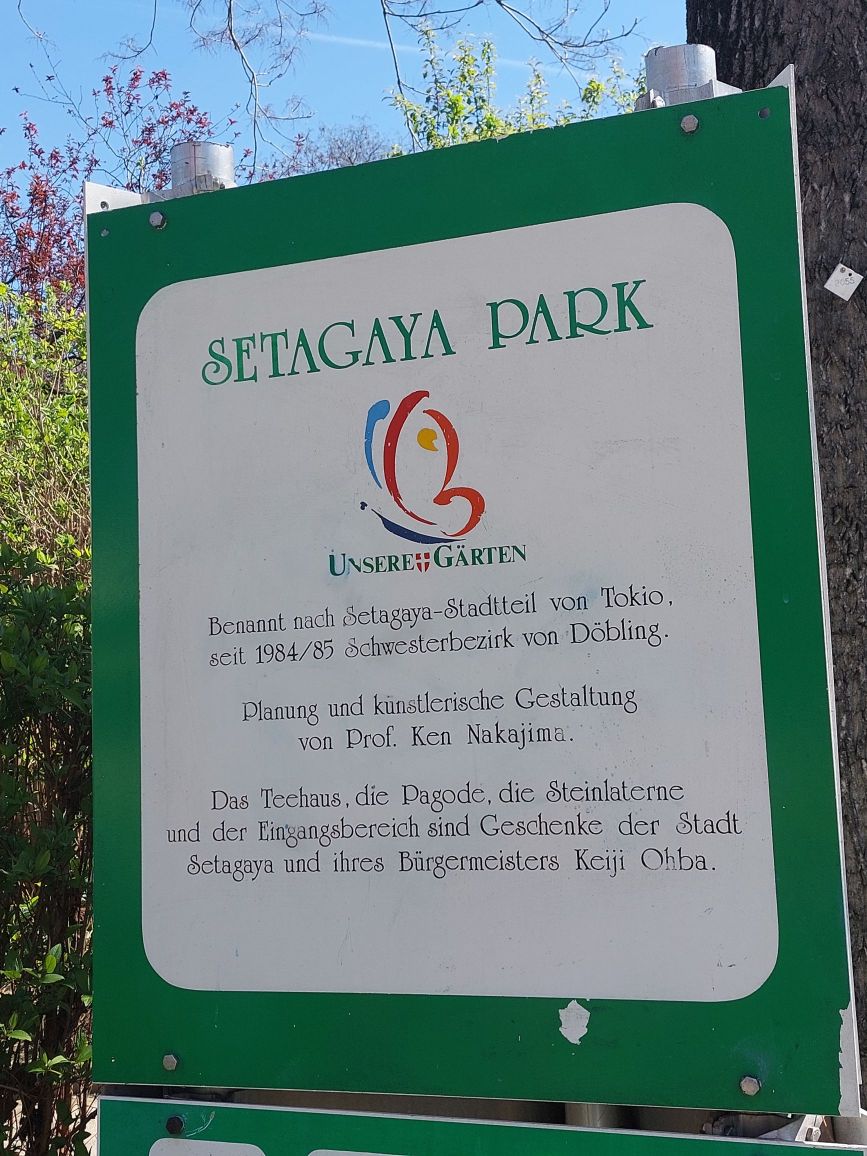 SETAGAYA PARK
UNSERE GÄRTEN
Benannt nach Setagaya-Stadtteil von Tokio,
seit 1984/85 Schwesterbezirk von Döbling.
Planung und künstlerische Gestaltung
von Prof. Ken Nakajima.
Das Teehaus, die Pagode, die Steinlaterne
und der Eingangsbereich sind Geschenke der Stadt
Setagaya und ihres Bürgermeisters Keiji Ohba.